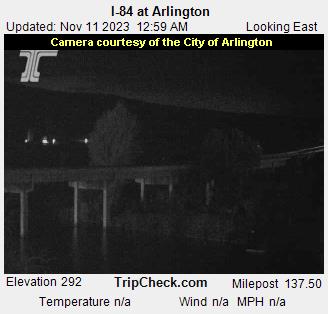 I-84 at Arlington
Updated: Nov 11 2023 12:59 AM Looking East
Camera courtesy of the City of Arlington
Elevation 292 TripCheck.com Milepost 137.50
Temperature n/a Wind n/a MPH n/a